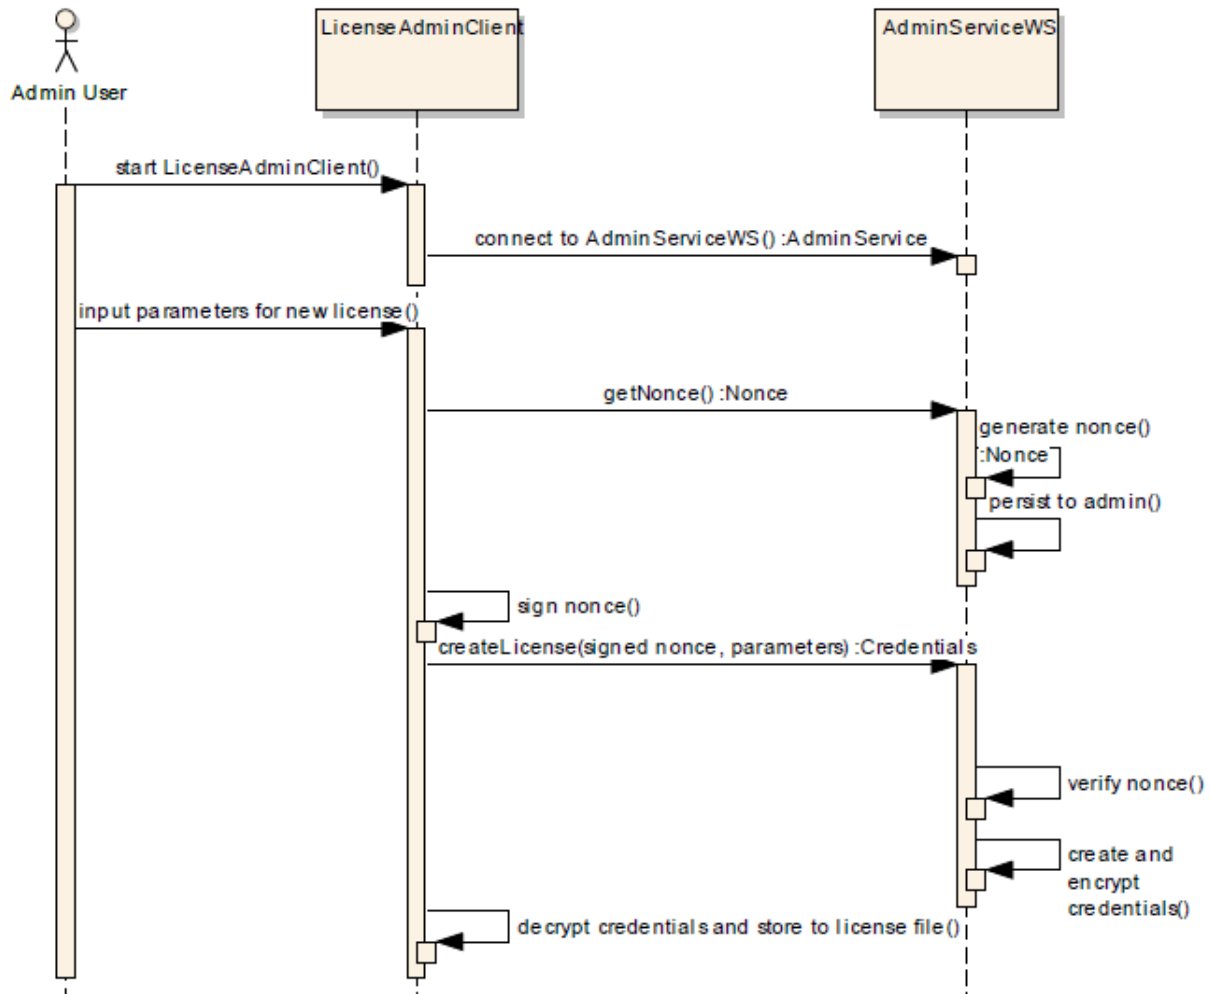 LicenseAdminClient
AdminServiceWS
Admin User
start LicenseAdminClient()
connect to AdminServiceWS() :AdminService
input parameters for new license()
getNonce() :Nonce
generate nonce()
:Nonce
persist to admin()
sign nonce()
createLicense(signed nonce, parameters) :Credentials
verify nonce()
create and
encrypt
credentials()
decrypt credentials and store to license file()